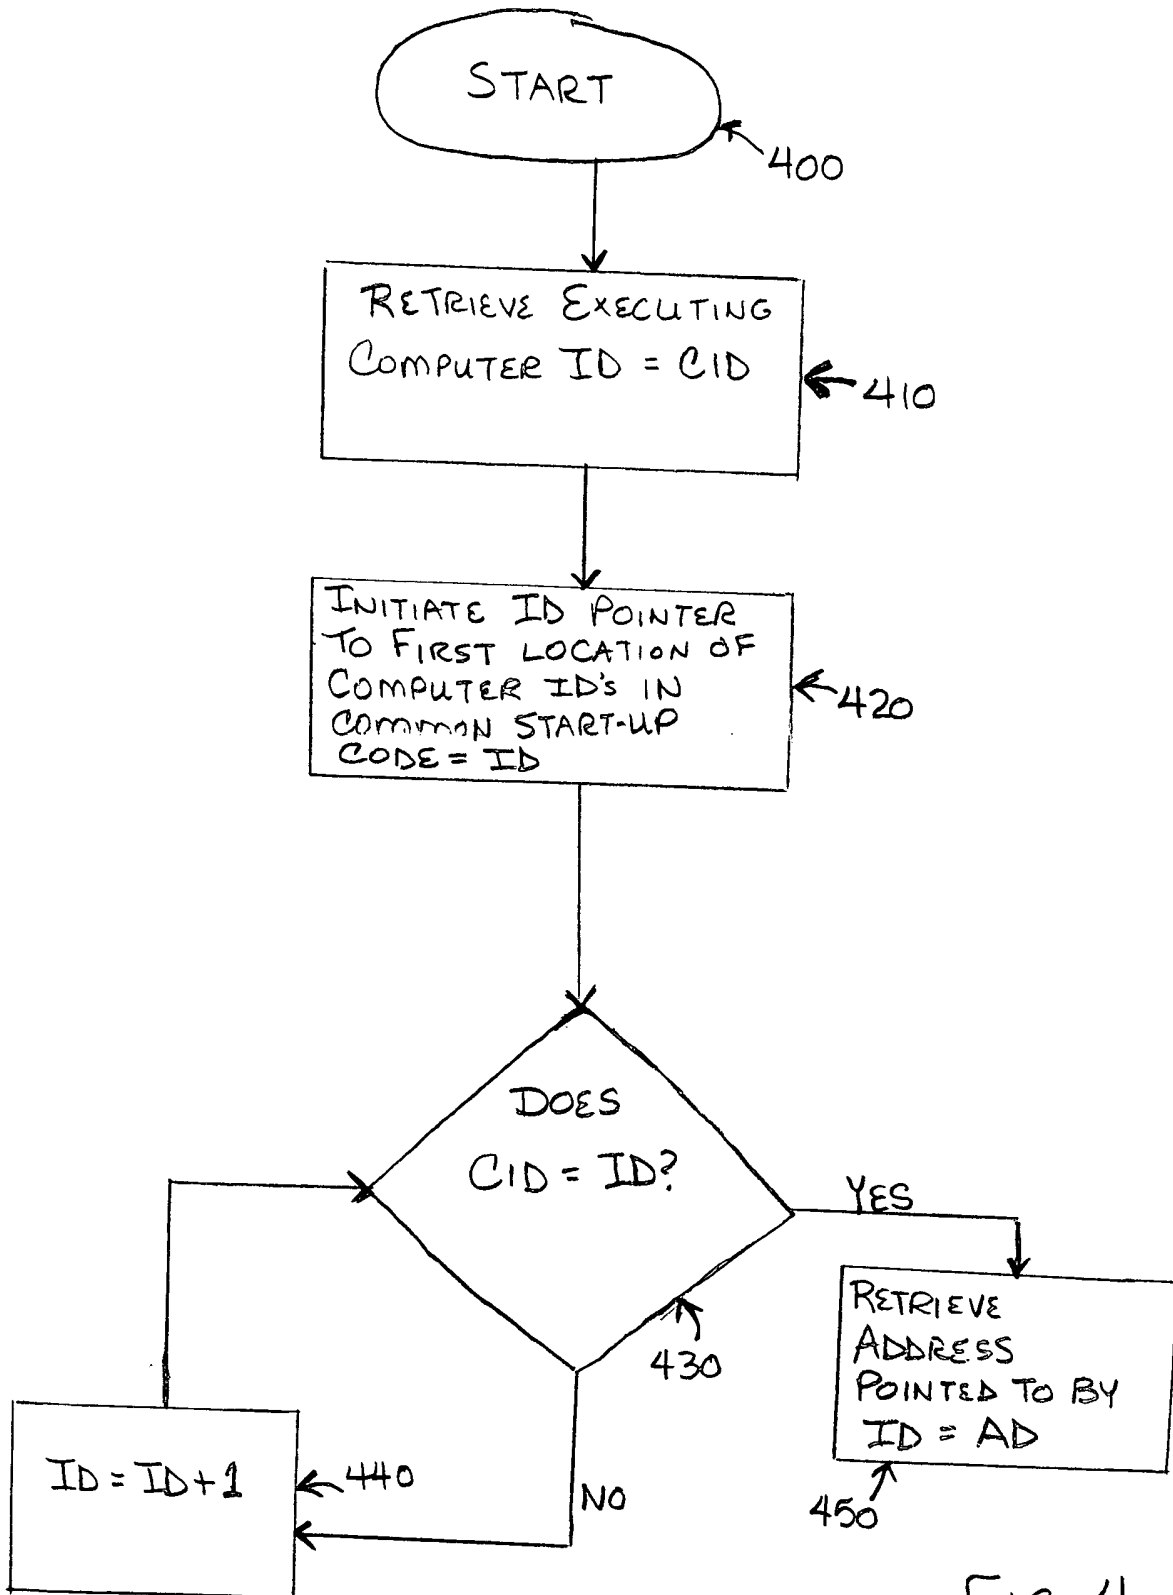 START
400
RETRIEVE EXECUTING
COMPUTER ID = CID
410
INITIATE ID POINTER
TO FIRST LOCATION OF
COMPUTER ID'S IN
COMMON START-UP
CODE = ID
420
DOES
CID = ID?
430
YES
RETRIEVE
ADDRESS
POINTED TO BY
ID = AD
450
NO
ID = ID + 1
440
FIG. 4